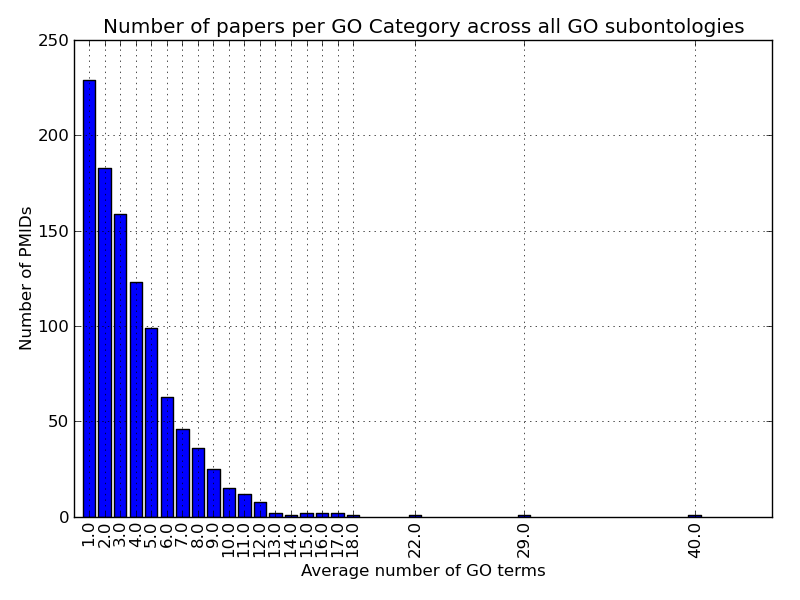 Number of papers per GO Category across all GO subontologies
250
200
150
100
50
0
Number of PMIDs
1.0 2.0 3.0 4.0 5.0 6.0 7.0 8.0 9.0 10.0 11.0 12.0 13.0 14.0 15.0 16.0 17.0 18.0 22.0 29.0 40.0
Average number of GO terms